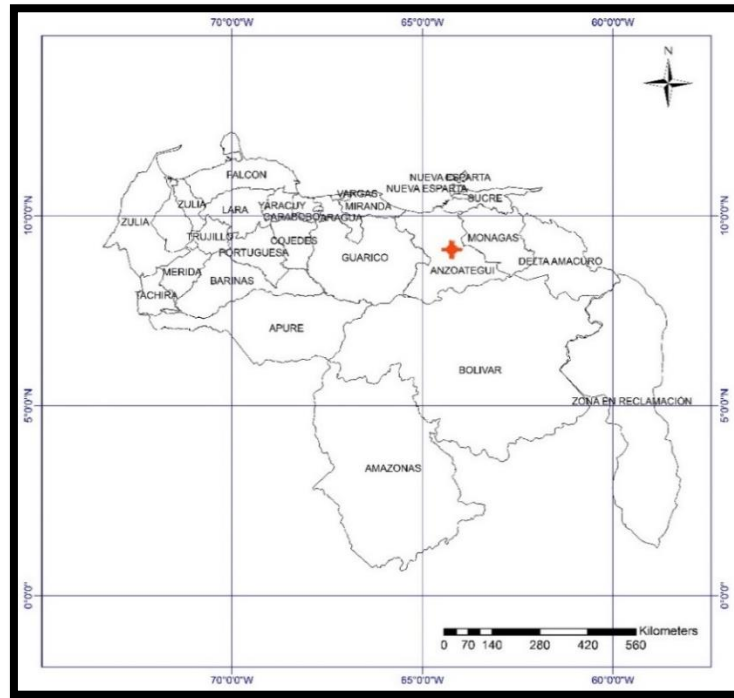 70°0'0"W 65°0'0"W 60°0'0"W
N
FALCON
NUEVA ESPARTA
NUEVA ESPARTA
VARGAS
SUCRE
ZULIA
LARA
YARACUY
MIRANDA
10°0'0"N 10°0'0"N
ZULIA
CARABOBO
ARAGUA
TRUJILLO
COJEDES
MONAGAS
PORTUGUESA
GUARICO
DELTA AMACURO
MERIDA
BARINAS
ANZOATEGUI
TACHIRA
APURE
BOLIVAR
5°0'0"N 5°0'0"N
ZONA EN RECLAMACIÓN
AMAZONAS
0°0'0" 0°0'0"
Kilometers
0 70 140 280 420 560
70°0'0"W 65°0'0"W 60°0'0"W